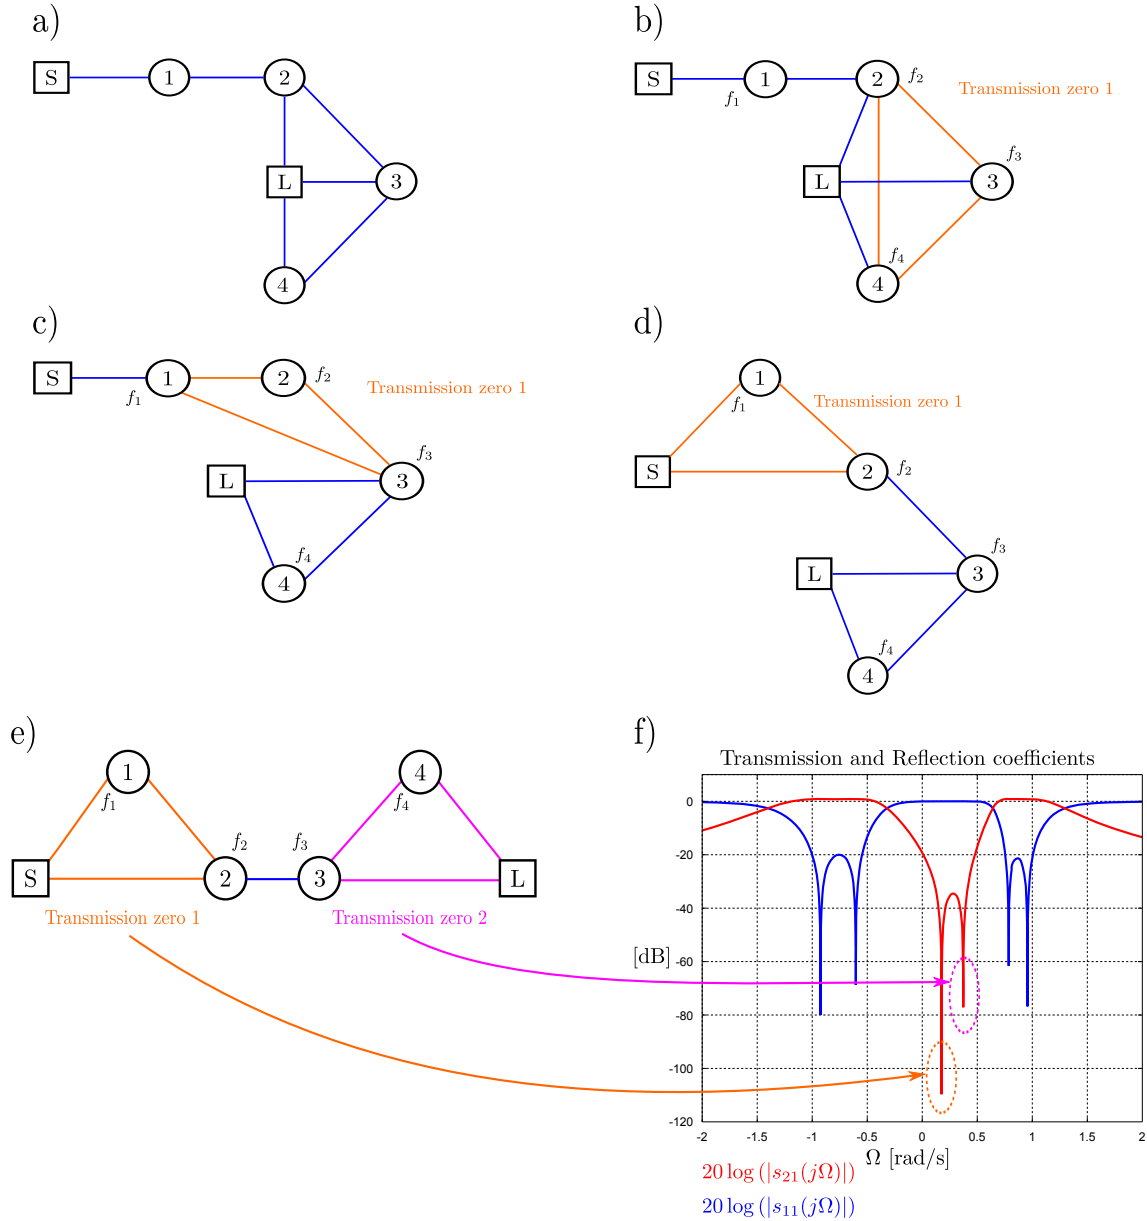 a)
S
1
2
L
3
4
b)
S
1
2
f2
Transmission zero 1
f1
f3
L
3
f4
4
c)
S
1
2
f2
Transmission zero 1
f1
f3
L
3
f4
4
d)
1
f1
Transmission zero 1
S
2
f2
f3
L
3
f4
4
e)
1
4
f1
f4
f2
f3
S
2
3
L
Transmission zero 1
Transmission zero 2
f)
Transmission and Reflection coefficients
0
-20
-40
-60
-80
-100
-120
[dB]
-2 -1.5 -1 -0.5 0 0.5 1 1.5 2
Ω [rad/s]
20 log (|s21(jΩ)|)
20 log (|s11(jΩ)|)